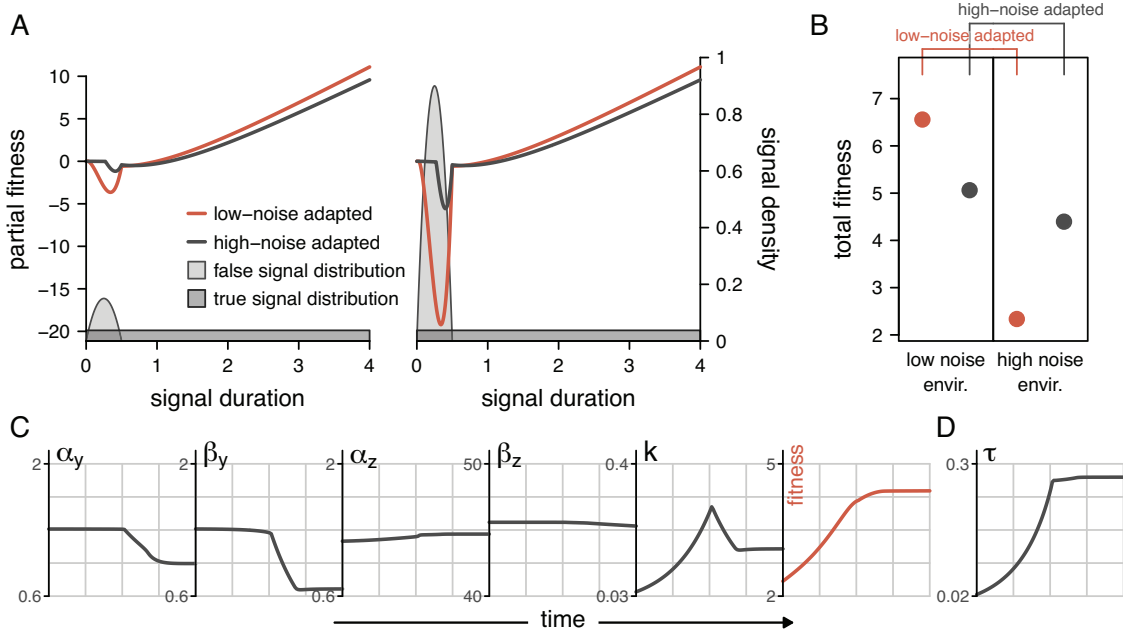 A
B
high−noise adapted
low−noise adapted
partial fitness
10
5
0
−5
−10
−15
−20
low−noise adapted
high−noise adapted
false signal distribution
true signal distribution
0
1
2
3
4
signal duration
0
1
2
3
4
signal duration
1
0.8
0.6
0.4
0.2
0
signal density
total fitness
7
6
5
4
3
2
low noise
envir.
high noise
envir.
C
αy
2
0.6
βy
2
0.6
αz
2
0.6
βz
50
40
k
0.4
0.03
fitness
5
2
D
τ
0.3
0.02
time